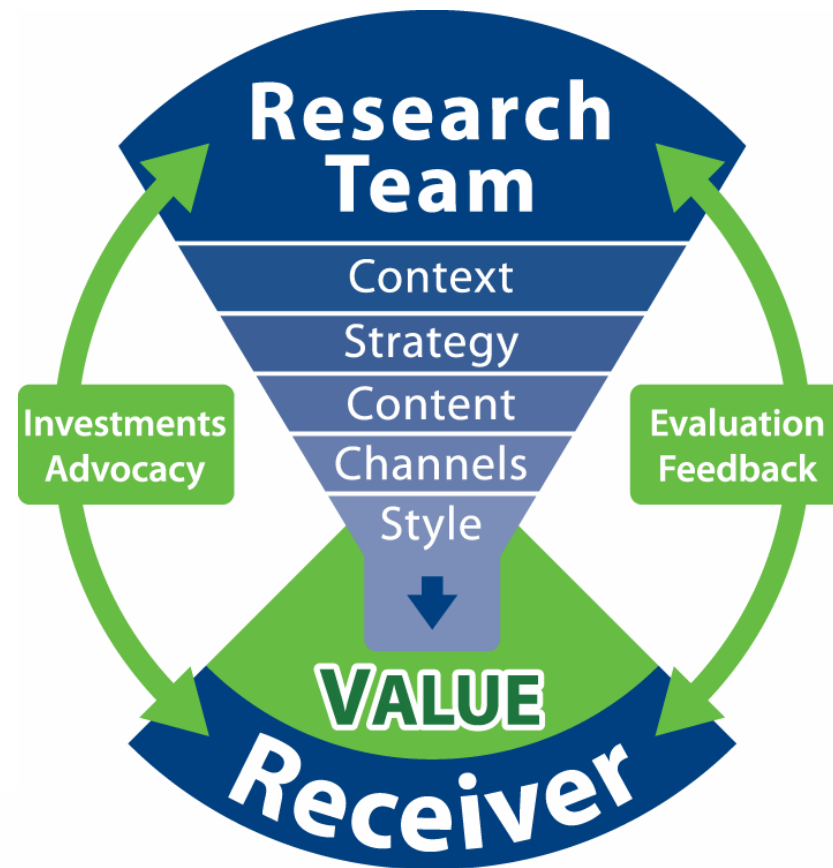 Research
Team
Context
Strategy
Content
Channels
Style
Investments
Advocacy
Evaluation
Feedback
VALUE
Receiver